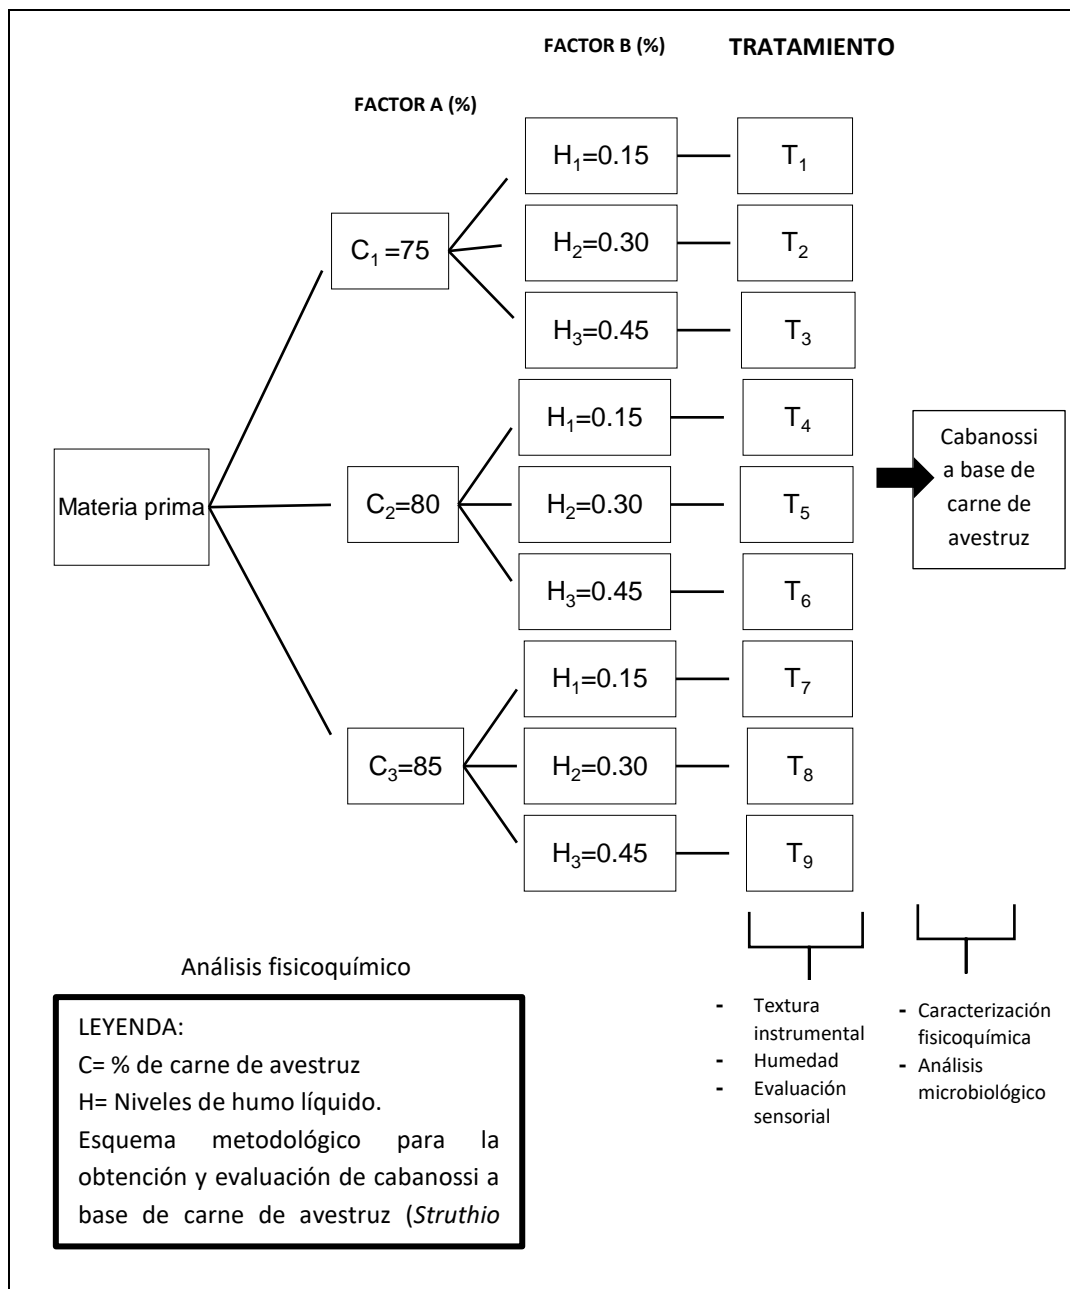 FACTOR B (%)
TRATAMIENTO
FACTOR A (%)
H1=0.15
T1
C1 =75
H2=0.30
T2
H3=0.45
T3
H1=0.15
T4
Materia prima
C2=80
H2=0.30
T5
H3=0.45
T6
Cabanossi
a base de
carne de
avestruz
H1=0.15
T7
C3=85
H2=0.30
T8
H3=0.45
T9
Análisis fisicoquímico
- Textura
instrumental
- Humedad
- Evaluación
sensorial
- Caracterización
fisicoquímica
- Análisis
microbiológico
LEYENDA:
C= % de carne de avestruz
H= Niveles de humo líquido.
Esquema metodológico para la
obtención y evaluación de cabanossi a
base de carne de avestruz (Struthio